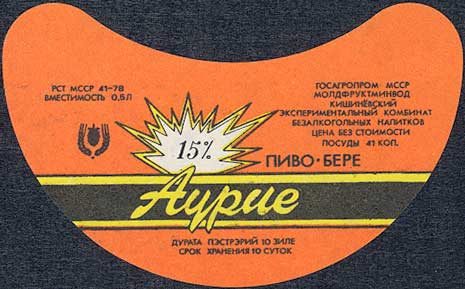 РСТ МССР 41-78
ВМЕСТИМОСТЬ 0,5Л
ГОСАГРОПРОМ МССР
МОЛДФРУКТМИНВОД
КИШИНЁВСКИЙ
ЭКСПЕРИМЕНТАЛЬНЫЙ КОМБИНАТ
БЕЗАЛКОГОЛЬНЫХ НАПИТКОВ
ЦЕНА БЕЗ СТОИМОСТИ
ПОСУДЫ 41 КОП.
15%
ПИВО · БЕРЕ
Аурие
ДУРАТА ПЭСТРЭРИЙ 10 ЗИЛЕ
СРОК ХРАНЕНИЯ 10 СУТОК